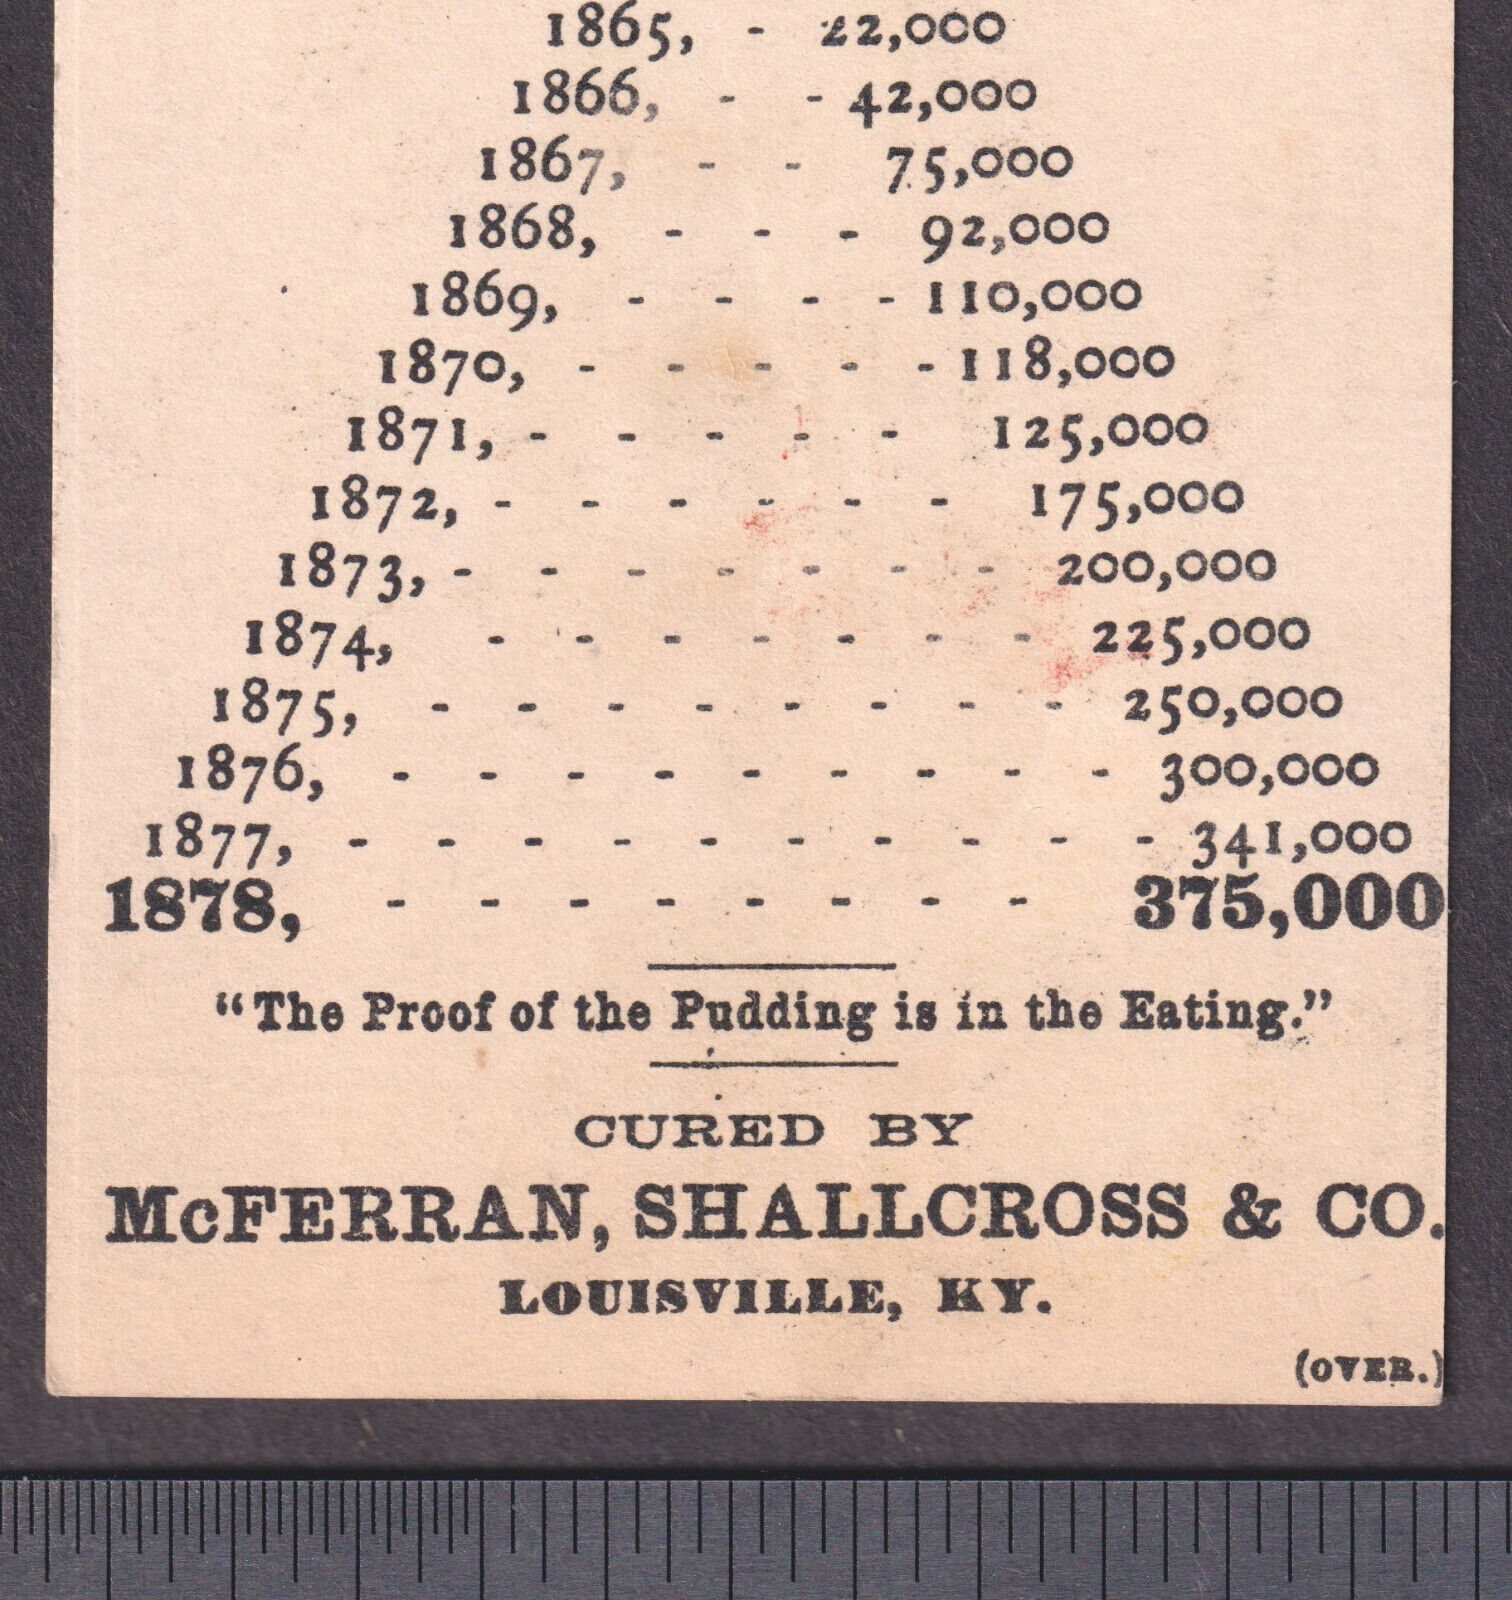 1865, - 22,000
1866, - - 42,000
1867, - - 75,000
1868, - - - 92,000
1869, - - - - 110,000
1870, - - - - - 118,000
1871, - - - - - 125,000
1872, - - - - - - 175,000
1873, - - - - - - - 200,000
1874, - - - - - - - 225,000
1875, - - - - - - - - 250,000
1876, - - - - - - - - - 300,000
1877, - - - - - - - - - - 341,000
1878, - - - - - - - - 375,000
"The Proof of the Pudding is in the Eating."
CURED BY
McFERRAN, SHALLCROSS & CO.
LOUISVILLE, KY.
(OVER.)